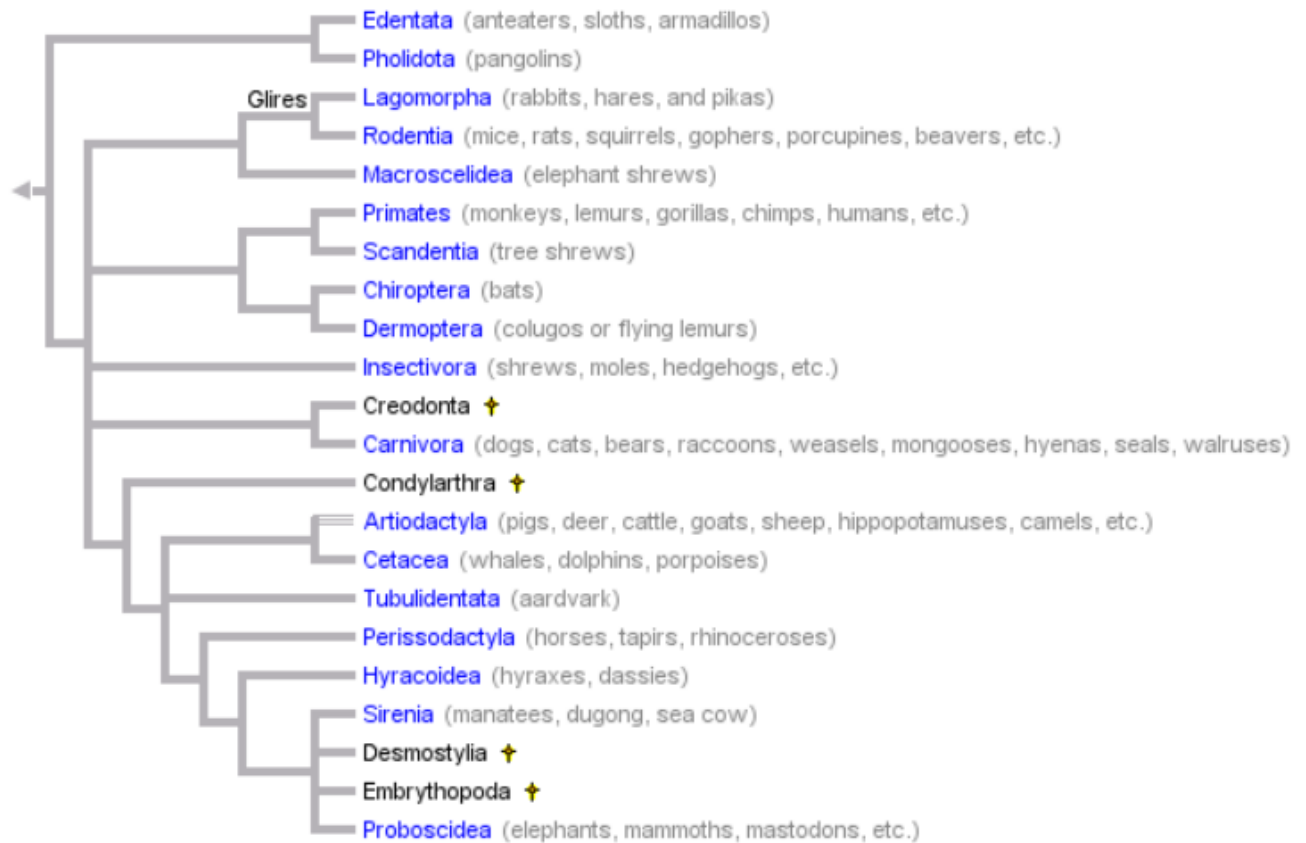 Edentata (anteaters, sloths, armadillos)
Pholidota (pangolins)
Glires
Lagomorpha (rabbits, hares, and pikas)
Rodentia (mice, rats, squirrels, gophers, porcupines, beavers, etc.)
Macroscelidea (elephant shrews)
Primates (monkeys, lemurs, gorillas, chimps, humans, etc.)
Scandentia (tree shrews)
Chiroptera (bats)
Dermoptera (colugos or flying lemurs)
Insectivora (shrews, moles, hedgehogs, etc.)
Creodonta
Carnivora (dogs, cats, bears, raccoons, weasels, mongooses, hyenas, seals, walruses)
Condylarthra
Artiodactyla (pigs, deer, cattle, goats, sheep, hippopotamuses, camels, etc.)
Cetacea (whales, dolphins, porpoises)
Tubulidentata (aardvark)
Perissodactyla (horses, tapirs, rhinoceroses)
Hyracoidea (hyraxes, dassies)
Sirenia (manatees, dugong, sea cow)
Desmostylia
Embrythopoda
Proboscidea (elephants, mammoths, mastodons, etc.)